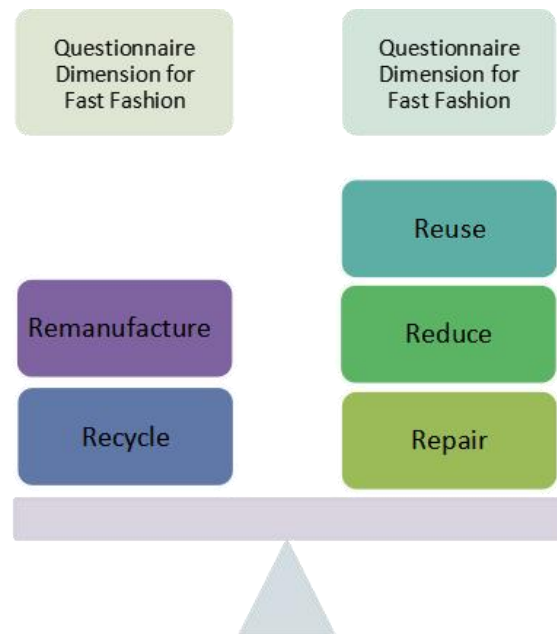 Questionnaire
Dimension for
Fast Fashion
Questionnaire
Dimension for
Fast Fashion
Remanufacture
Recycle
Reuse
Reduce
Repair